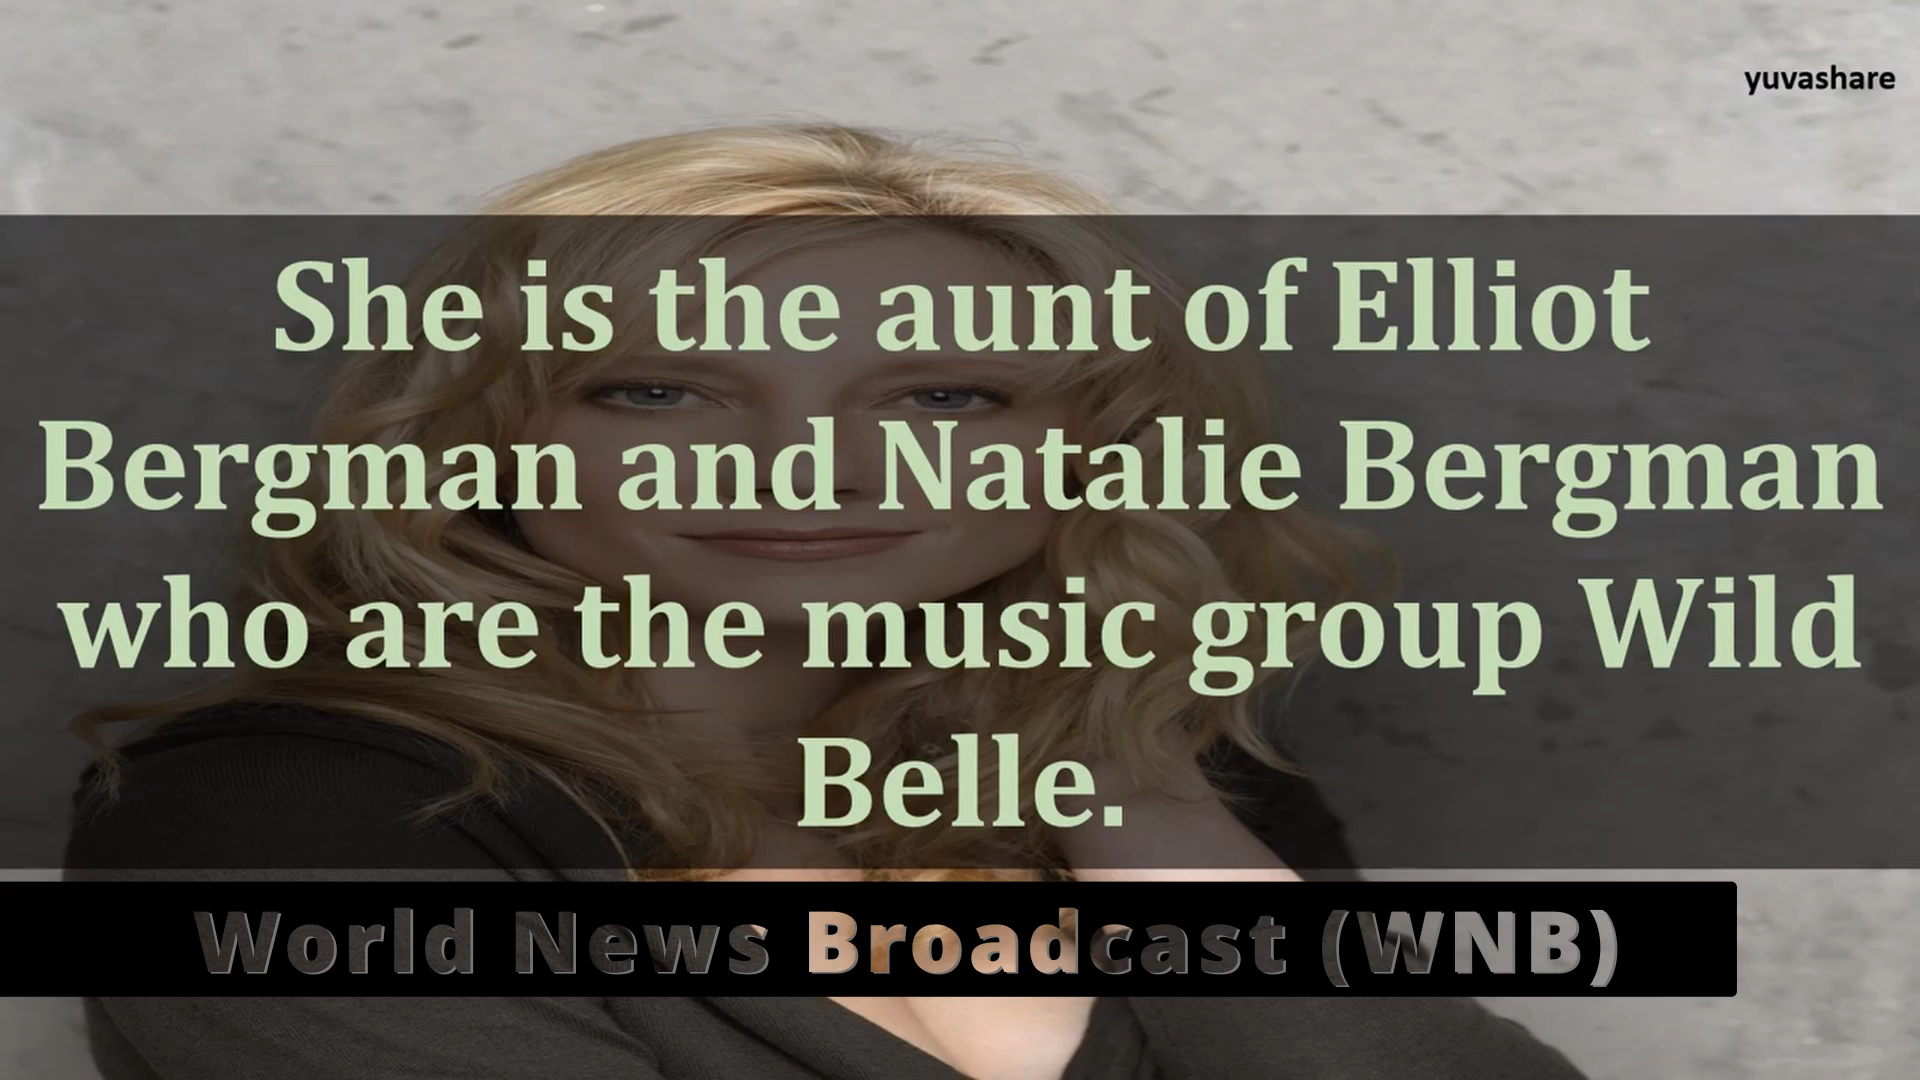 yuvashare
She is the aunt of Elliot
Bergman and Natalie Bergman
who are the music group Wild
Belle.
World News Broadcast (WNB)